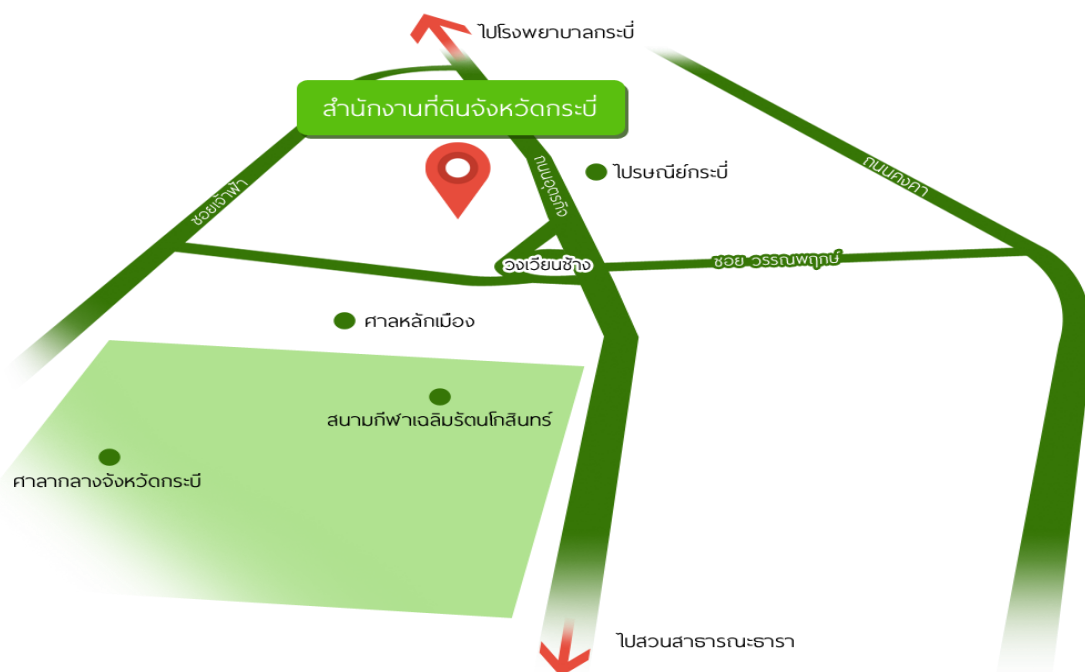 ไปโรงพยาบาลกระบี่
สำนักงานที่ดินจังหวัดกระบี่
ถนนอุตรกิจ
ไปรษณีย์กระบี่
ถนนคงคา
ซอยเจ้าฟ้า
วงเวียนช้าง
ซอย วรรณพฤกษ์
ศาลหลักเมือง
สนามกีฬาเฉลิมรัตนโกสินทร์
ศาลากลางจังหวัดกระบี
ไปสวนสาธารณะธารา